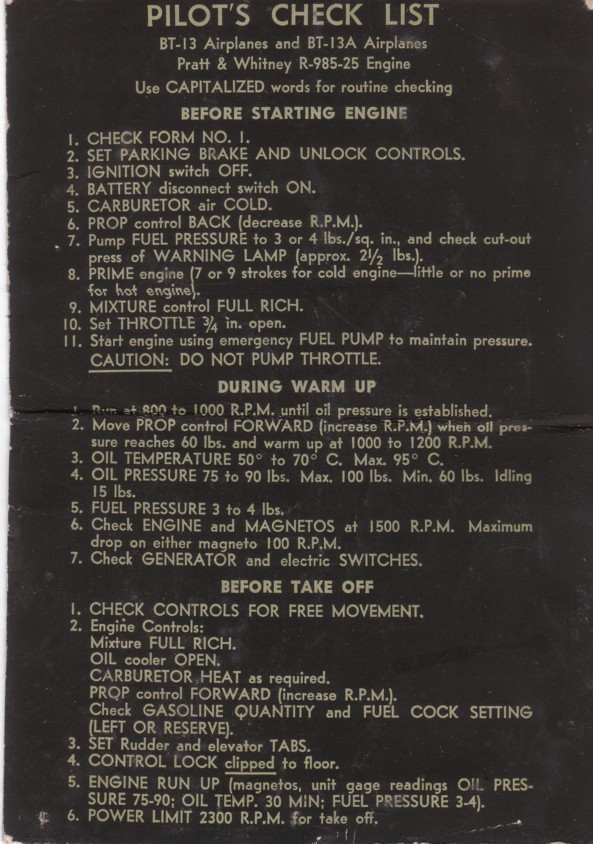 PILOT'S CHECK LIST
BT-13 Airplanes and BT-13A Airplanes
Pratt & Whitney R-985-25 Engine
Use CAPITALIZED words for routine checking
BEFORE STARTING ENGINE
1. CHECK FORM NO. 1.
2. SET PARKING BRAKE AND UNLOCK CONTROLS.
3. IGNITION switch OFF.
4. BATTERY disconnect switch ON.
5. CARBURETOR air COLD.
6. PROP control BACK (decrease R.P.M.).
7. Pump FUEL PRESSURE to 3 or 4 lbs./sq. in., and check cut-out
press of WARNING LAMP (approx. 2½ lbs.).
8. PRIME engine (7 or 9 strokes for cold engine—little or no prime
for hot engine).
9. MIXTURE control FULL RICH.
10. Set THROTTLE ¾ in. open.
11. Start engine using emergency FUEL PUMP to maintain pressure.
CAUTION: DO NOT PUMP THROTTLE.
DURING WARM UP
1. Run at 800 to 1000 R.P.M. until oil pressure is established.
2. Move PROP control FORWARD (increase R.P.M.) when oil pres-
sure reaches 60 lbs. and warm up at 1000 to 1200 R.P.M.
3. OIL TEMPERATURE 50° to 70° C. Max. 95° C.
4. OIL PRESSURE 75 to 90 lbs. Max. 100 lbs. Min. 60 lbs. Idling
15 lbs.
5. FUEL PRESSURE 3 to 4 lbs.
6. Check ENGINE and MAGNETOS at 1500 R.P.M. Maximum
drop on either magneto 100 R.P.M.
7. Check GENERATOR and electric SWITCHES.
BEFORE TAKE OFF
1. CHECK CONTROLS FOR FREE MOVEMENT.
2. Engine Controls:
Mixture FULL RICH.
OIL cooler OPEN.
CARBURETOR HEAT as required.
PROP control FORWARD (increase R.P.M.).
Check GASOLINE QUANTITY and FUEL COCK SETTING
(LEFT OR RESERVE).
3. SET Rudder and elevator TABS.
4. CONTROL LOCK clipped to floor.
5. ENGINE RUN UP (magnetos, unit gage readings OIL PRES-
SURE 75-90; OIL TEMP. 30 MIN; FUEL PRESSURE 3-4).
6. POWER LIMIT 2300 R.P.M. for take off.